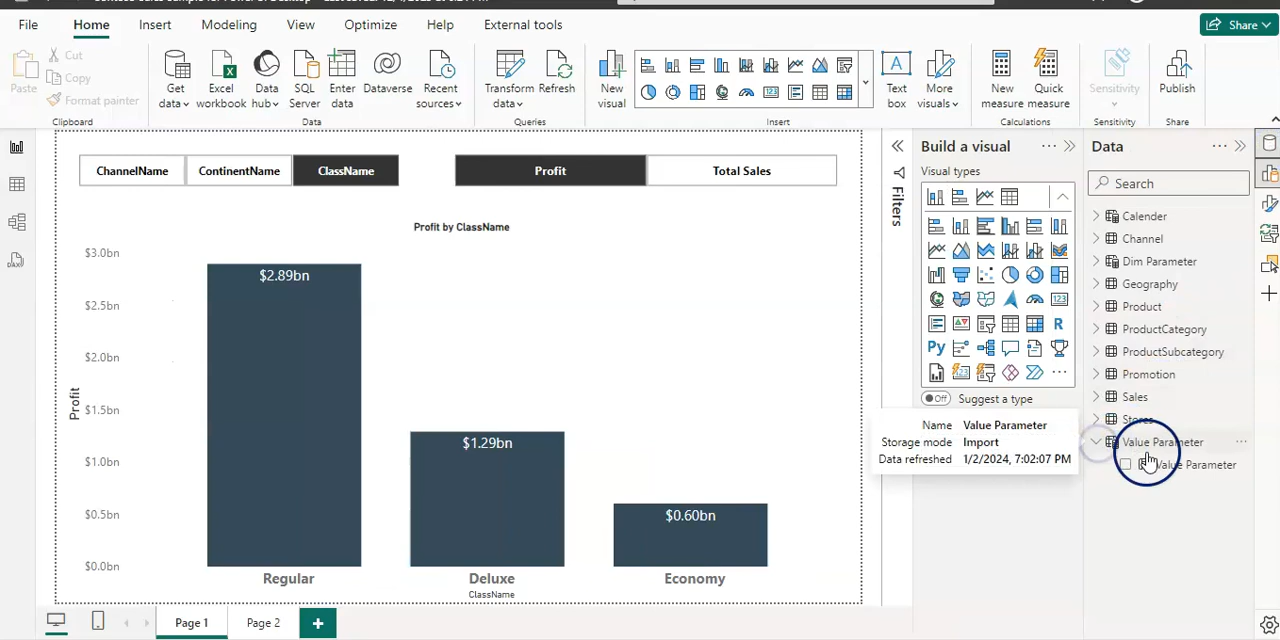 File Home Insert Modeling View Optimize Help External tools Share
Paste
Cut
Copy
Format painter
Clipboard
Get data
Excel workbook
Data hub
SQL Server
Enter data
Dataverse
Recent sources
Data
Transform data
Refresh
Queries
New visual
Text box
More visuals
Insert
New measure
Quick measure
Calculations
Sensitivity
Sensitivity
Publish
Share
ChannelName ContinentName ClassName Profit Total Sales
Profit by ClassName
Profit
$3.0bn
$2.5bn
$2.0bn
$1.5bn
$1.0bn
$0.5bn
$0.0bn
$2.89bn
$1.29bn
$0.60bn
Regular Deluxe Economy
ClassName
Filters
Build a visual
Visual types
123
R
Py
Suggest a type
Off
Name Value Parameter
Storage mode Import
Data refreshed 1/2/2024, 7:02:07 PM
Data
Search
Calender
Channel
Dim Parameter
Geography
Product
ProductCategory
ProductSubcategory
Promotion
Sales
Stores
Value Parameter
Value Parameter
Page 1 Page 2